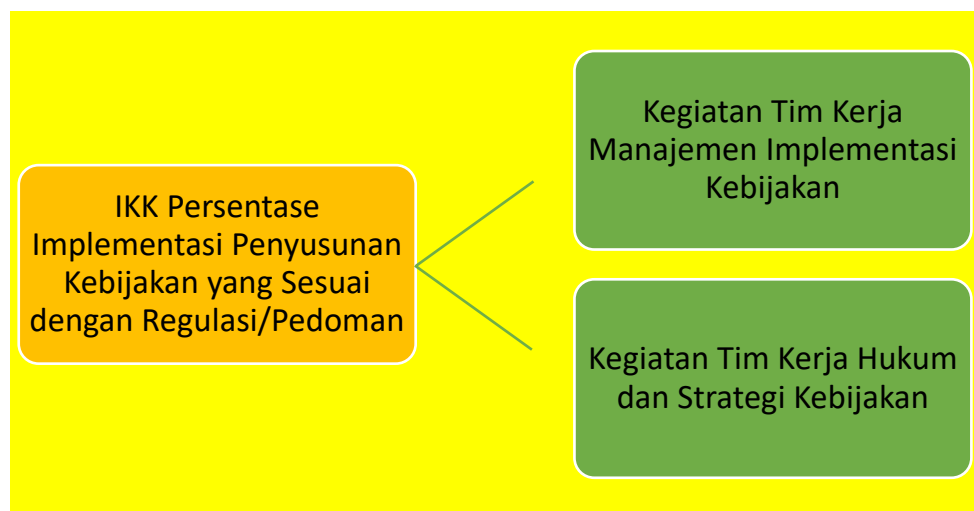 IKK Persentase
Implementasi Penyusunan
Kebijakan yang Sesuai
dengan Regulasi/Pedoman
Kegiatan Tim Kerja
Manajemen Implementasi
Kebijakan
Kegiatan Tim Kerja Hukum
dan Strategi Kebijakan